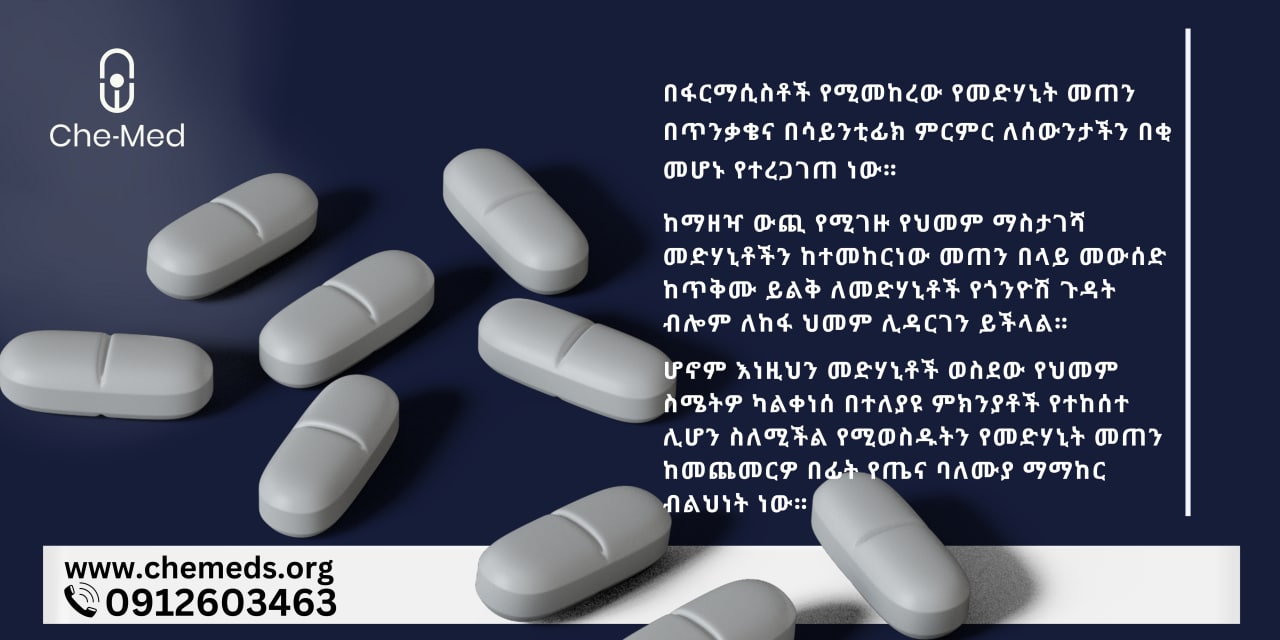 Che-Med
በፋርማሲስቶች የሚመከረው የመድሃኒት መጠን
በጥንቃቄና በሳይንቲፊክ ምርምር ለሰውንታችን በቂ
መሆኑ የተረጋገጠ ነው።
ከማዘዣ ውጪ የሚገዙ የህመም ማስታገሻ
መድሃኒቶችን ከተመከርነው መጠን በላይ መውሰድ
ከጥቅሙ ይልቅ ለመድሃኒቶች የጎንዮሽ ጉዳት
ብሎም ለከፋ ህመም ሊዳርገን ይችላል።
ሆኖም እነዚህን መድሃኒቶች ወስደው የህመም
ስሜትዎ ካልቀነሰ በተለያዩ ምክንያቶች የተከሰተ
ሊሆን ስለሚችል የሚወስዱትን የመድሃኒት መጠን
ከመጨመርዎ በፊት የጤና ባለሙያ ማማከር
ብልህነት ነው።
www.chemeds.org
0912603463